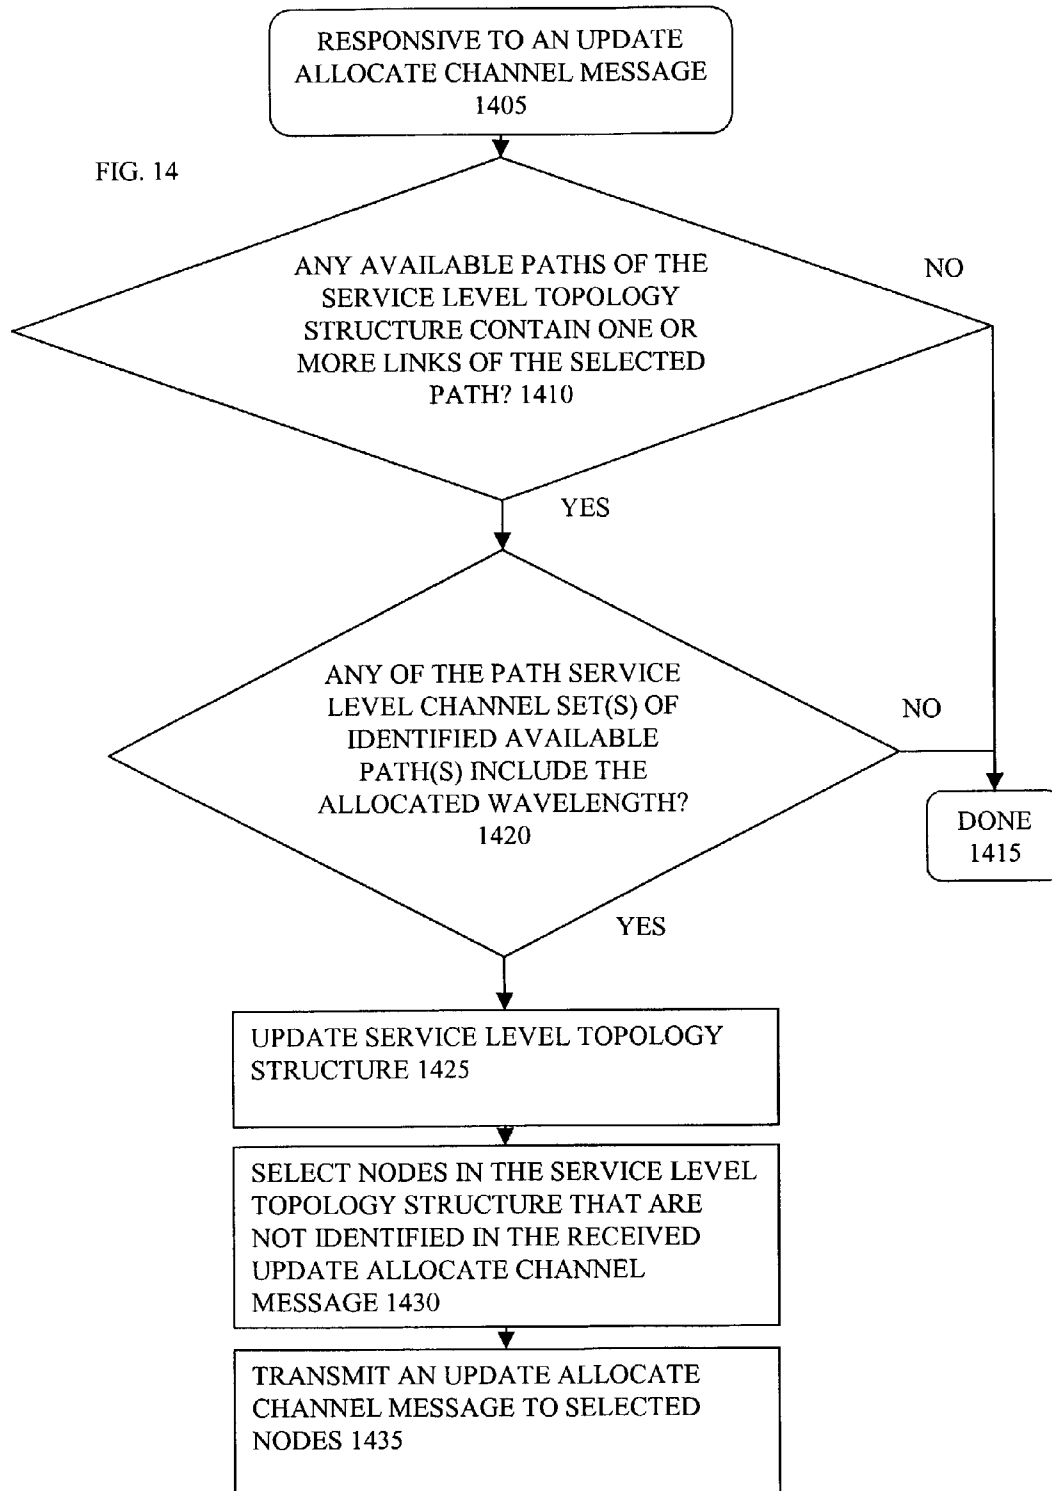 RESPONSIVE TO AN UPDATE
ALLOCATE CHANNEL MESSAGE
1405
FIG. 14
ANY AVAILABLE PATHS OF THE
SERVICE LEVEL TOPOLOGY
STRUCTURE CONTAIN ONE OR
MORE LINKS OF THE SELECTED
PATH? 1410
NO
YES
ANY OF THE PATH SERVICE
LEVEL CHANNEL SET(S) OF
IDENTIFIED AVAILABLE
PATH(S) INCLUDE THE
ALLOCATED WAVELENGTH?
1420
NO
DONE
1415
YES
UPDATE SERVICE LEVEL TOPOLOGY
STRUCTURE 1425
SELECT NODES IN THE SERVICE LEVEL
TOPOLOGY STRUCTURE THAT ARE
NOT IDENTIFIED IN THE RECEIVED
UPDATE ALLOCATE CHANNEL
MESSAGE 1430
TRANSMIT AN UPDATE ALLOCATE
CHANNEL MESSAGE TO SELECTED
NODES 1435